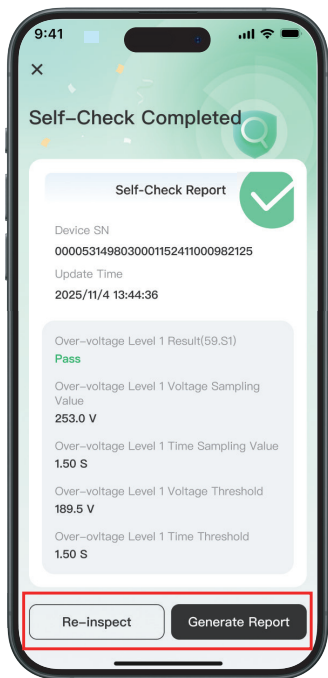 9:41
×
Self-Check Completed
Self-Check Report
Device SN
0000531498030001152411000982125
Update Time
2025/11/4 13:44:36
Over-voltage Level 1 Result(59.S1)
Pass
Over-voltage Level 1 Voltage Sampling
Value
253.0 V
Over-voltage Level 1 Time Sampling Value
1.50 S
Over-voltage Level 1 Voltage Threshold
189.5 V
Over-ovltage Level 1 Time Threshold
1.50 S
Re-inspect
Generate Report